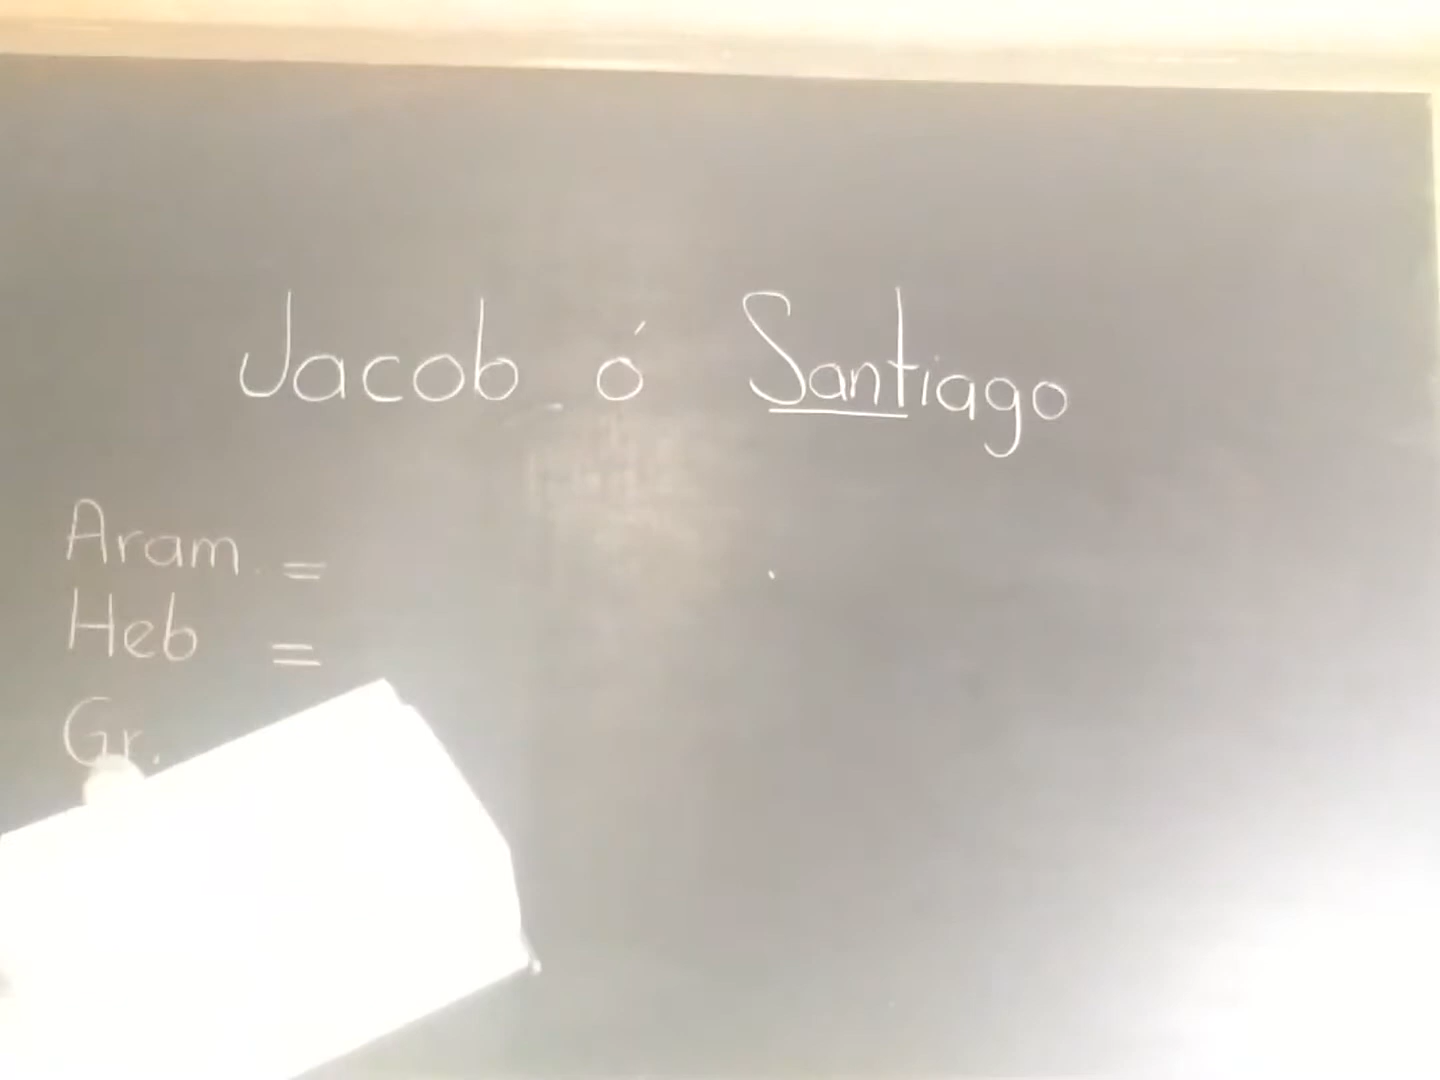 Jacob ó Santiago
Aram. =
Heb =
Gr.